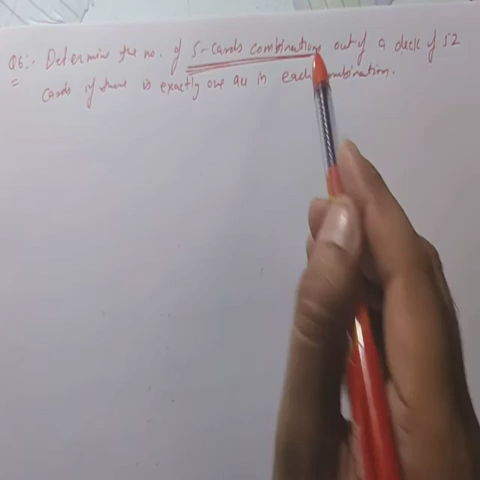 Q6:- Determine the no. of 5-cards combinations out of a deck of 52
cards if there is exactly one ace in each combination.